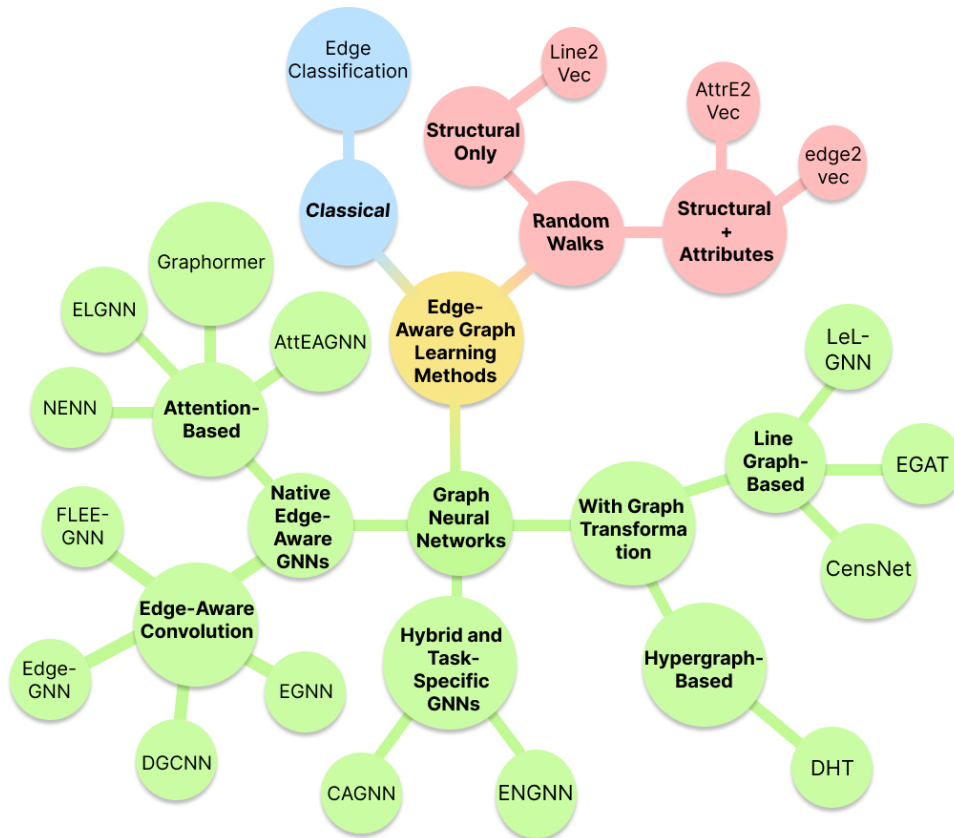 Edge
Classification
Classical
Line2
Vec
Structural
Only
AttrE2
Vec
edge2
vec
Random
Walks
Structural
+
Attributes
Edge-
Aware Graph
Learning
Methods
Graphormer
ELGNN
AttEAGNN
NENN
Attention-
Based
Native
Edge-
Aware
GNNs
FLEE-
GNN
Edge-Aware
Convolution
Edge-
GNN
DGCNN
EGNN
Graph
Neural
Networks
Hybrid and
Task-
Specific
GNNs
CAGNN
ENGNN
With Graph
Transforma
tion
Line
Graph-
Based
LeL-
GNN
EGAT
CensNet
Hypergraph-
Based
DHT